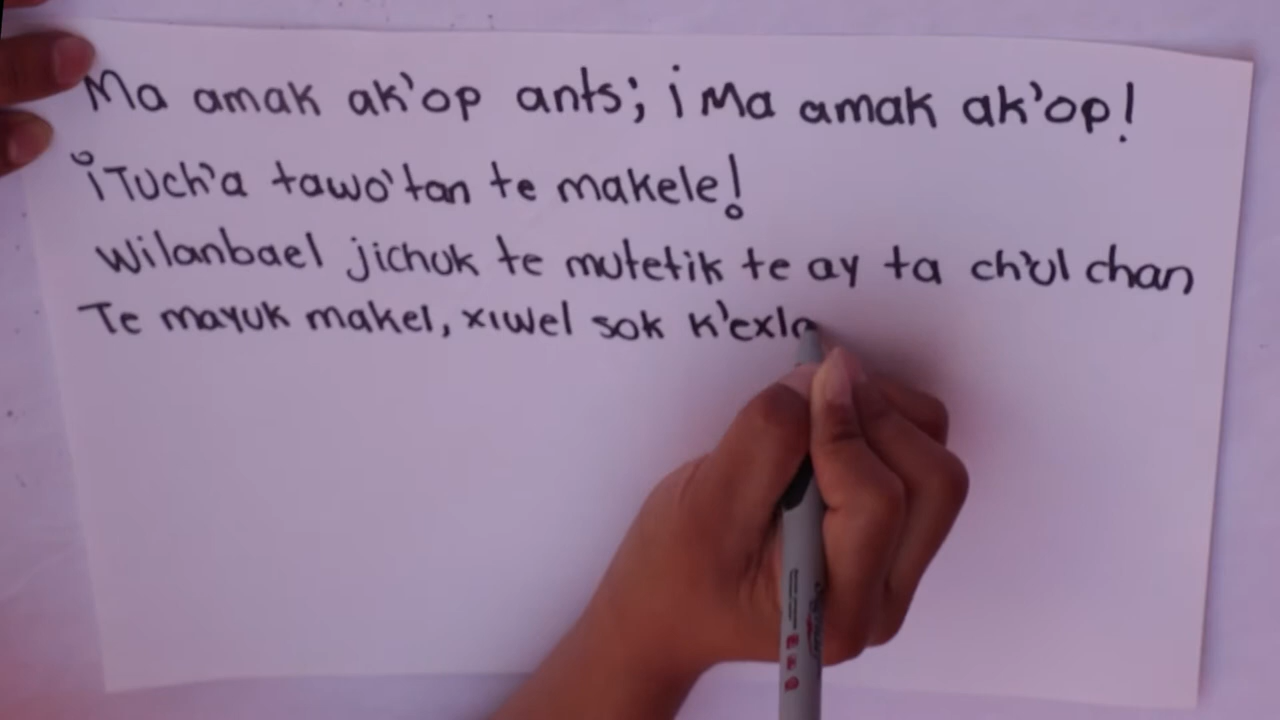 Ma amak ak'op ants; ¡Ma amak ak'op!
¡Tuch'a tawo'tan te makele!
Wilanbael jichuk te mutetik te ay ta ch'ul chan
Te mayuk makel, xiwel sok k'exla